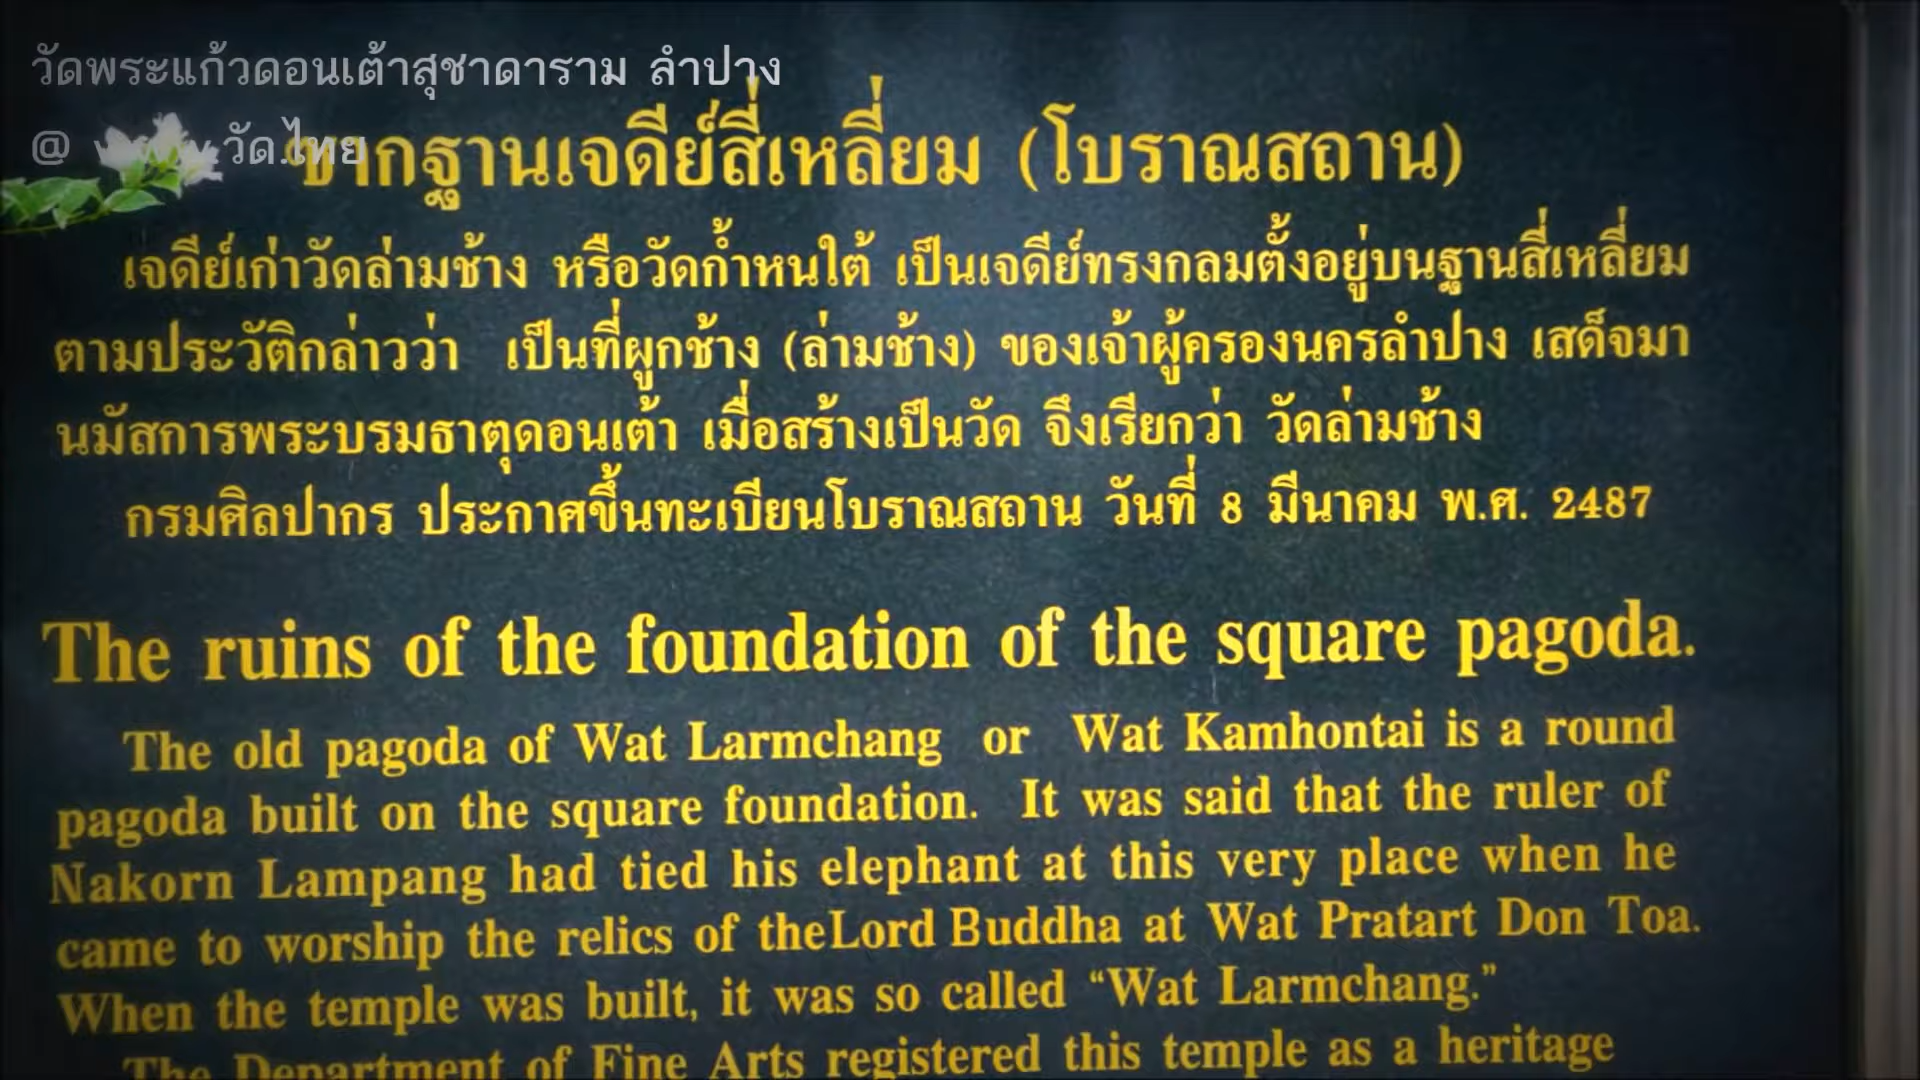 วัดพระแก้วดอนเต้าสุชาดาราม ลำปาง
@ วัด.ไทย
ซากฐานเจดีย์สี่เหลี่ยม (โบราณสถาน)
เจดีย์เก่าวัดล่ามช้าง หรือวัดก้ำหนใต้ เป็นเจดีย์ทรงกลมตั้งอยู่บนฐานสี่เหลี่ยม
ตามประวัติกล่าวว่า เป็นที่ผูกช้าง (ล่ามช้าง) ของเจ้าผู้ครองนครลำปาง เสด็จมา
นมัสการพระบรมธาตุดอนเต้า เมื่อสร้างเป็นวัด จึงเรียกว่า วัดล่ามช้าง
กรมศิลปากร ประกาศขึ้นทะเบียนโบราณสถาน วันที่ 8 มีนาคม พ.ศ. 2487
The ruins of the foundation of the square pagoda.
The old pagoda of Wat Larmchang or Wat Kamhontai is a round
pagoda built on the square foundation. It was said that the ruler of
Nakorn Lampang had tied his elephant at this very place when he
came to worship the relics of theLord Buddha at Wat Pratart Don Toa.
When the temple was built, it was so called “Wat Larmchang.”
The Department of Fine Arts registered this temple as a heritage